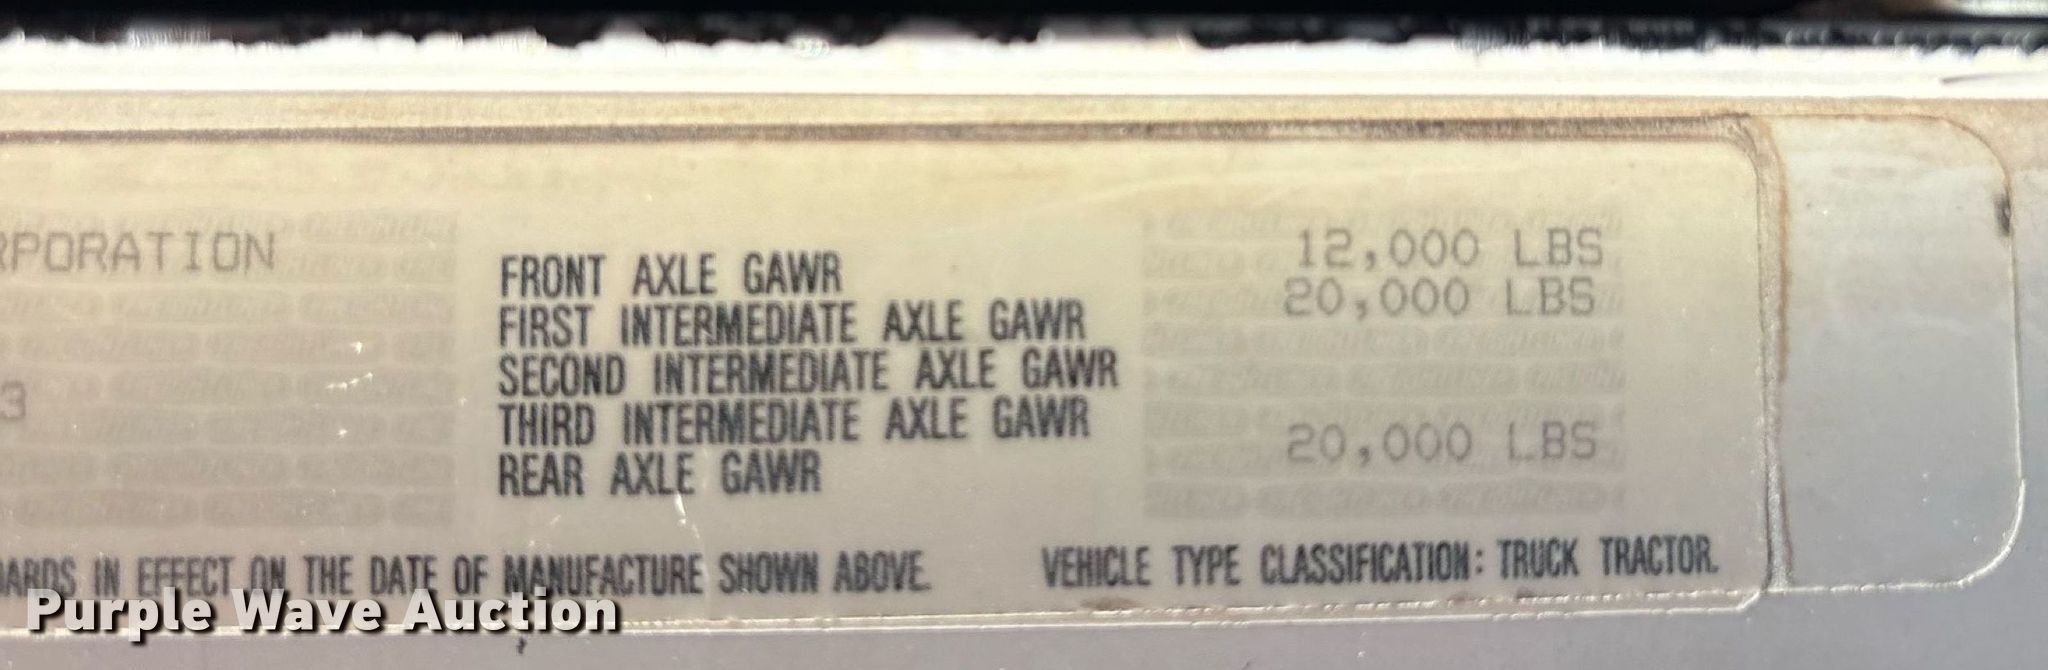 RPORATION
FRONT AXLE GAWR 12,000 LBS
FIRST INTERMEDIATE AXLE GAWR 20,000 LBS
SECOND INTERMEDIATE AXLE GAWR
3
THIRD INTERMEDIATE AXLE GAWR
REAR AXLE GAWR 20,000 LBS
ARDS IN EFFECT ON THE DATE OF MANUFACTURE SHOWN ABOVE. VEHICLE TYPE CLASSIFICATION: TRUCK TRACTOR.
Purple Wave Auction